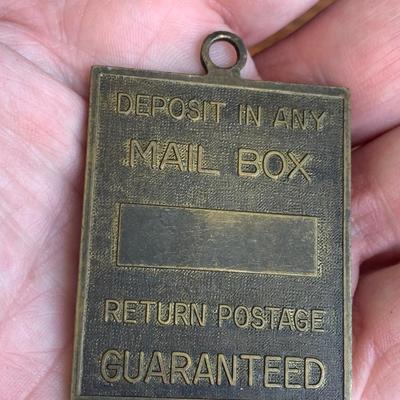 DEPOSIT IN ANY
MAIL BOX
RETURN POSTAGE
GUARANTEED